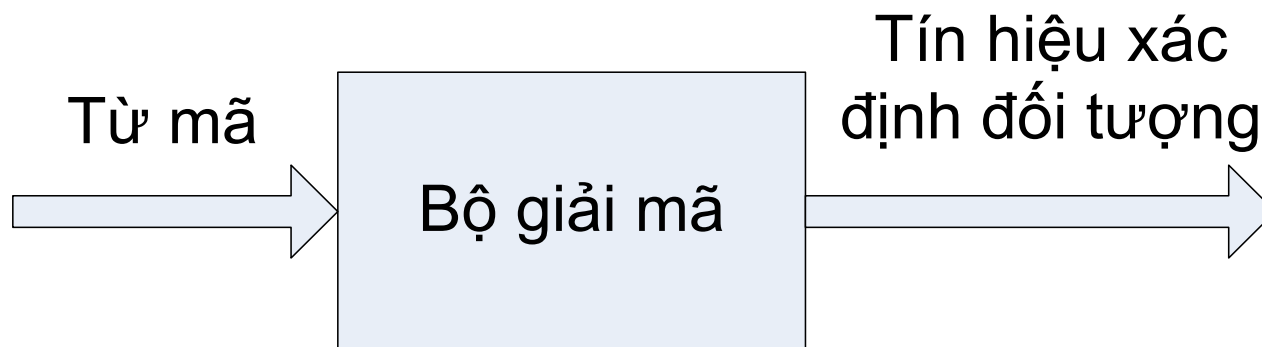 Từ mã
Bộ giải mã
Tín hiệu xác
định đối tượng